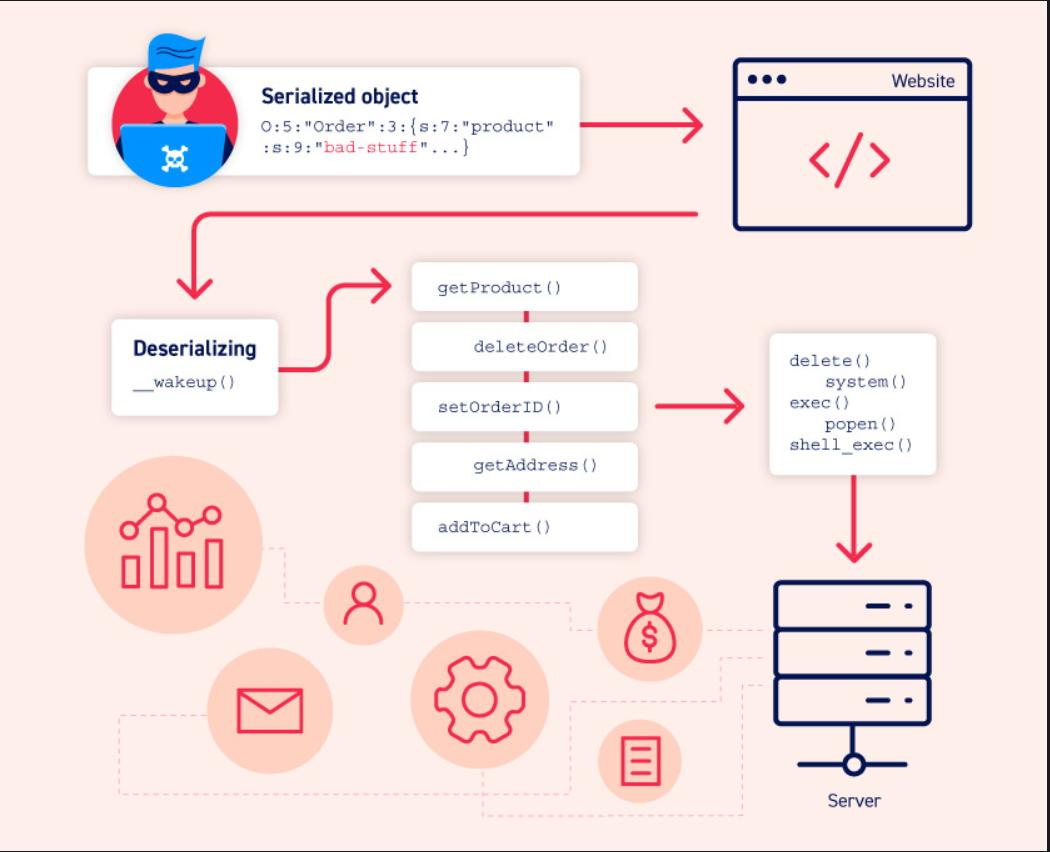 Serialized object
O:5:"Order":3:{s:7:"product"
:s:9:"bad-stuff"...}
Website
</>
Deserializing
__wakeup()
getProduct()
deleteOrder()
setOrderID()
getAddress()
addToCart()
delete()
system()
exec()
popen()
shell_exec()
$
Server